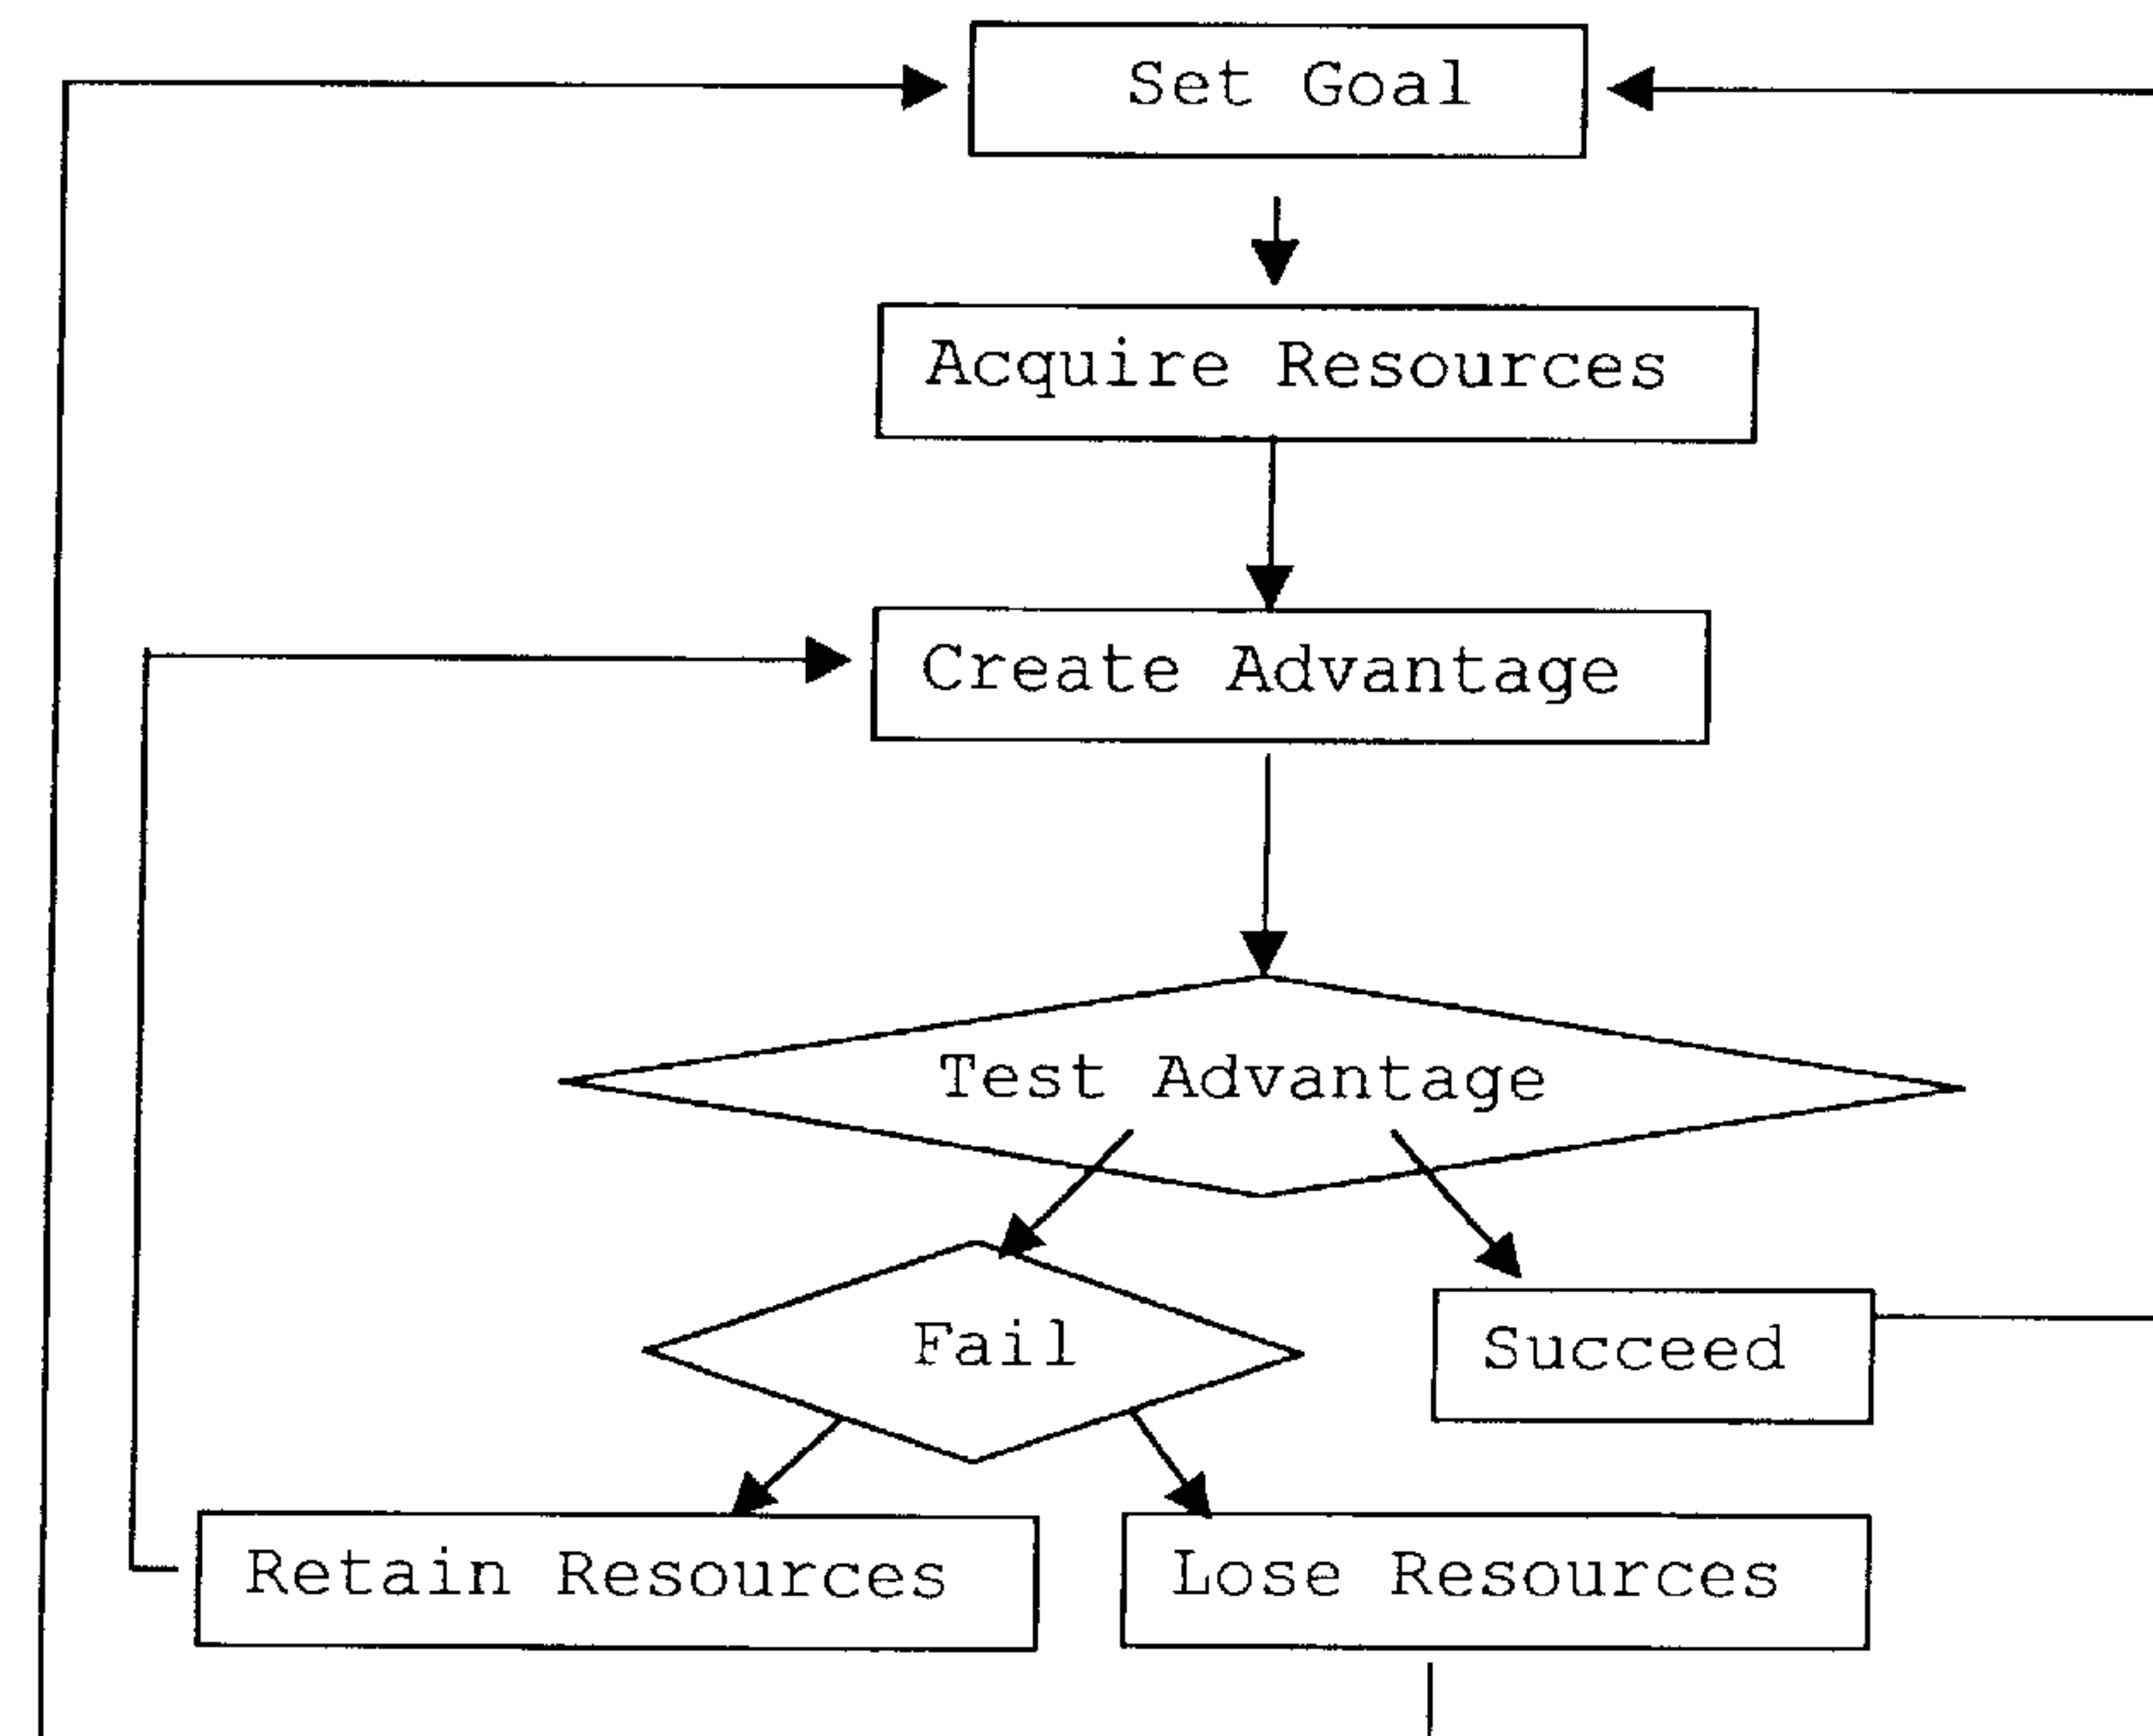 Set Goal
Acquire Resources
Create Advantage
Test Advantage
Fail
Succeed
Retain Resources
Lose Resources